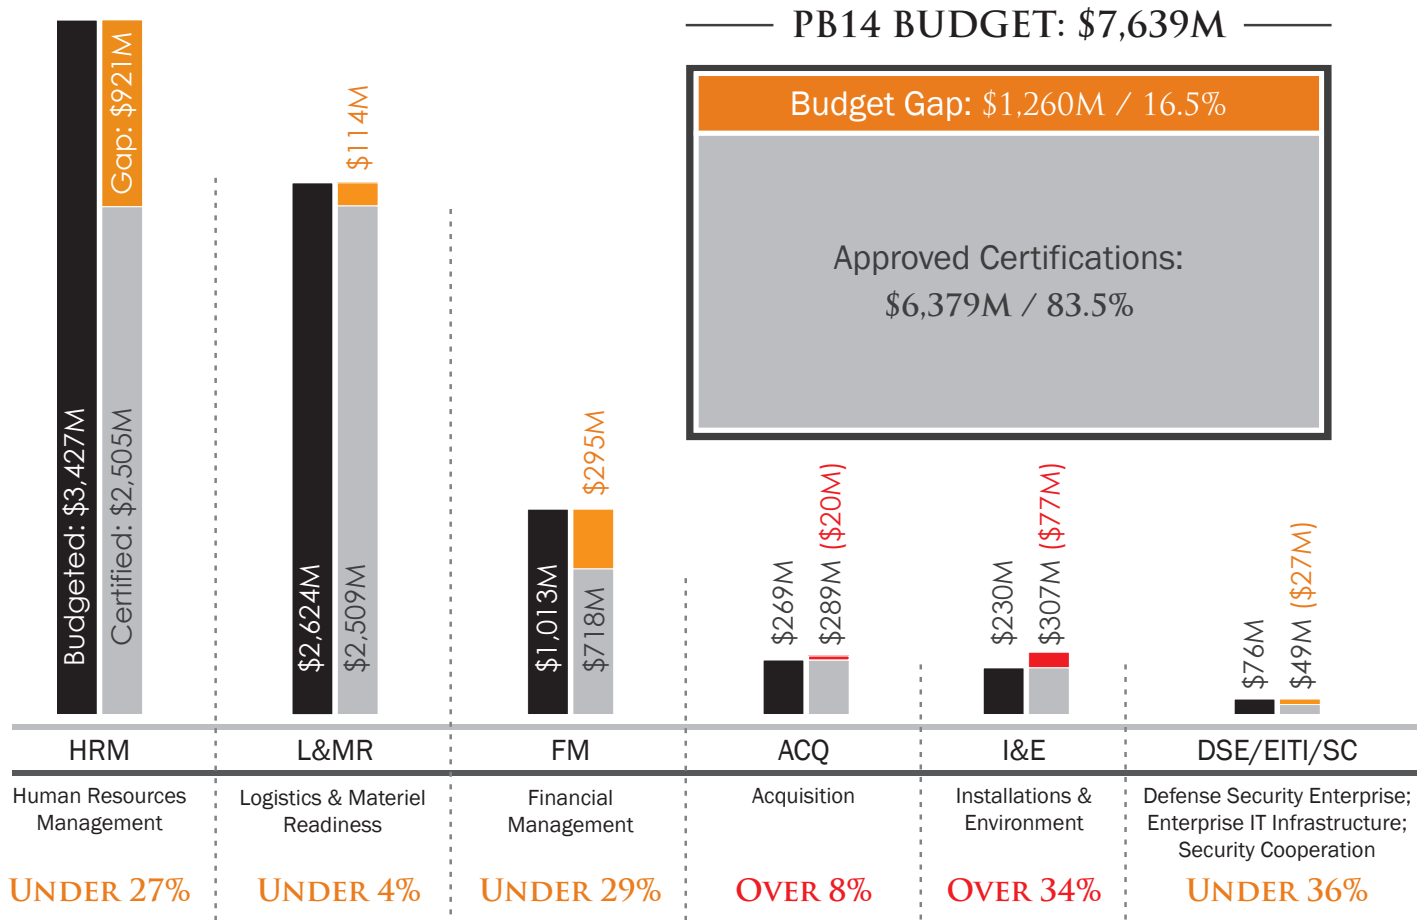 PB14 BUDGET: $7,639M
Budget Gap: $1,260M / 16.5%
Approved Certifications:
$6,379M / 83.5%
Budgeted: $3,427M
Certified: $2,505M
Gap: $921M
$2,624M
$2,509M
$114M
$1,013M
$718M
$295M
$269M
$289M ($20M)
$230M
$307M ($77M)
$76M
$49M ($27M)
HRM
L&MR
FM
ACQ
I&E
DSE/EITI/SC
Human Resources
Management
Logistics & Materiel
Readiness
Financial
Management
Acquisition
Installations &
Environment
Defense Security Enterprise;
Enterprise IT Infrastructure;
Security Cooperation
UNDER 27%
UNDER 4%
UNDER 29%
OVER 8%
OVER 34%
UNDER 36%